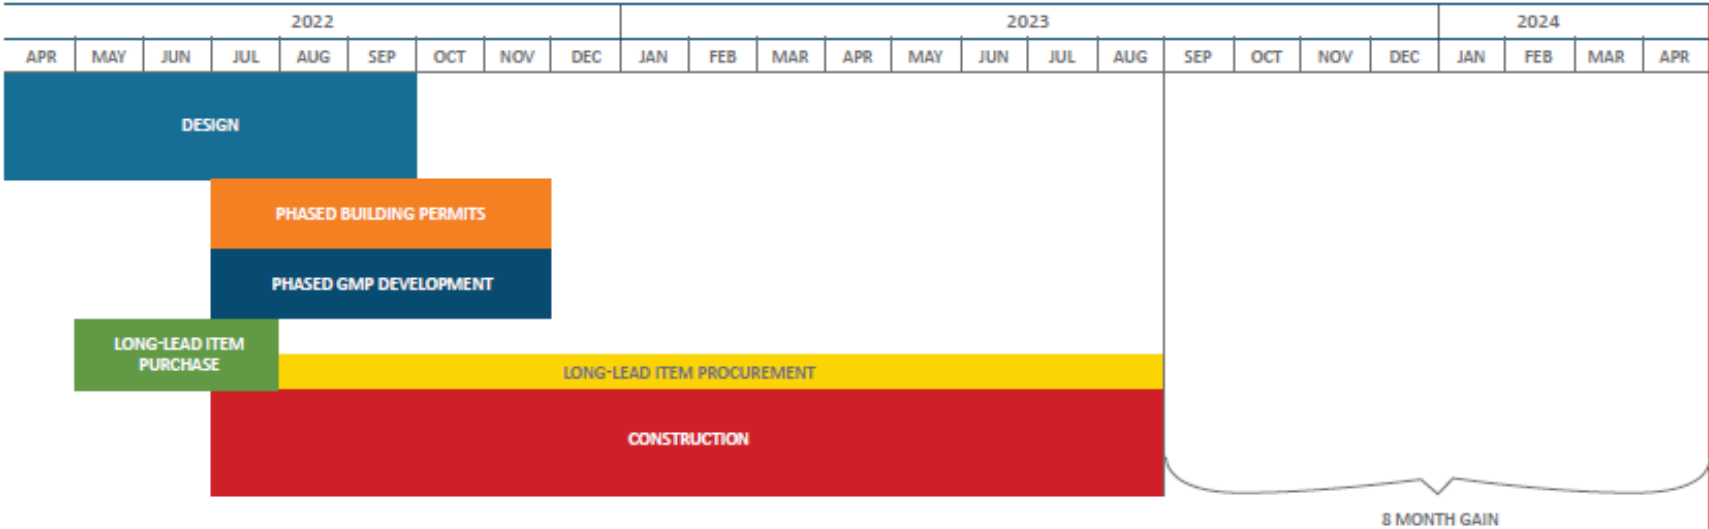 2022 2023 2024
APR MAY JUN JUL AUG SEP OCT NOV DEC JAN FEB MAR APR MAY JUN JUL AUG SEP OCT NOV DEC JAN FEB MAR APR
DESIGN
PHASED BUILDING PERMITS
PHASED GMP DEVELOPMENT
LONG-LEAD ITEM
PURCHASE
LONG-LEAD ITEM PROCUREMENT
CONSTRUCTION
8 MONTH GAIN